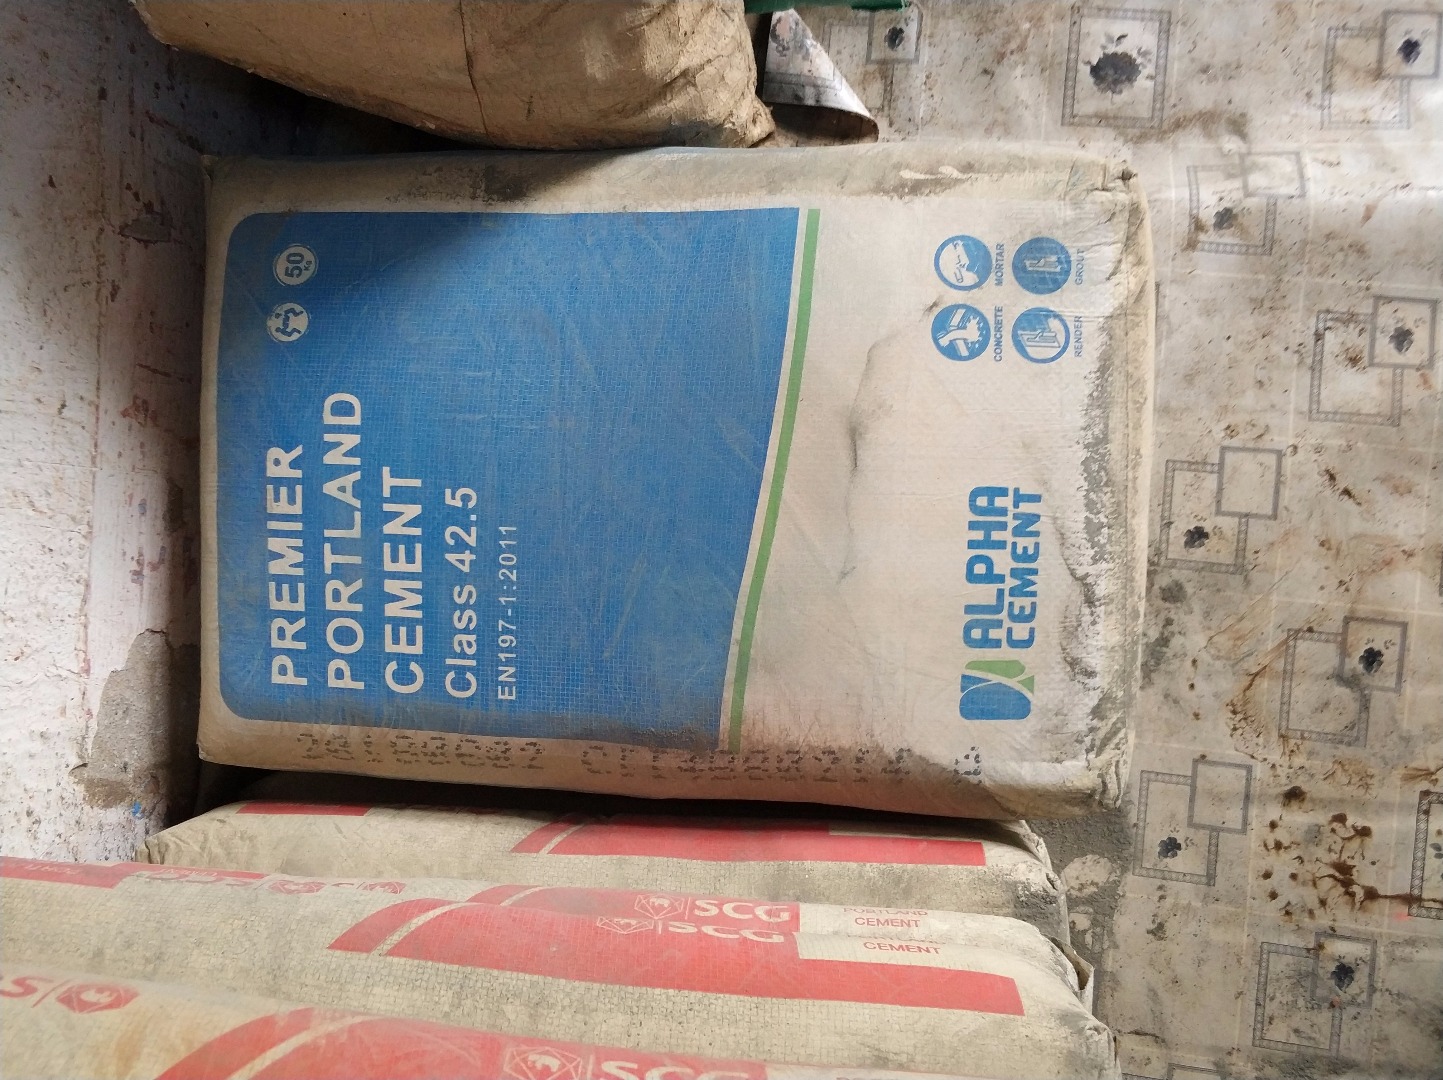 50
KG
PREMIER
PORTLAND
CEMENT
Class 42.5
EN197-1:2011
CONCRETE
MORTAR
RENDER
GROUT
ALPHA
CEMENT
SCG
PORTLAND
CEMENT
SCG
CEMENT
SCG